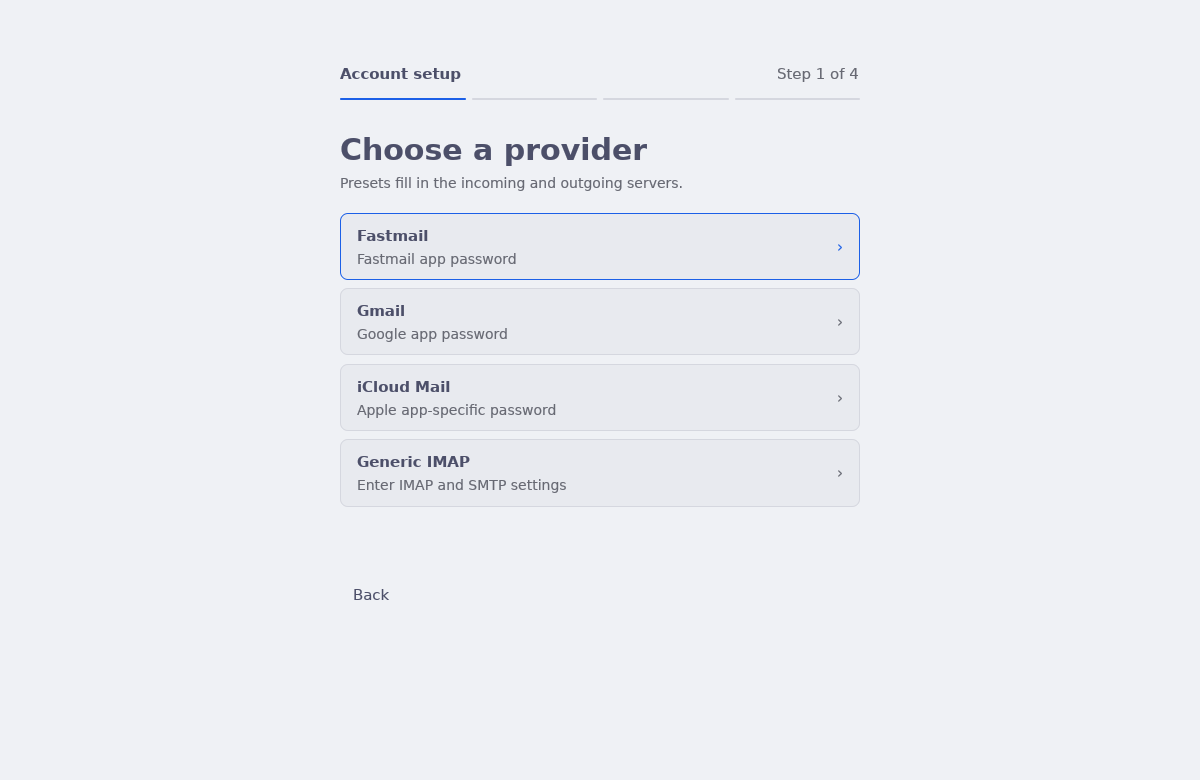 Account setup
Step 1 of 4
Choose a provider
Presets fill in the incoming and outgoing servers.
Fastmail
Fastmail app password
›
Gmail
Google app password
›
iCloud Mail
Apple app-specific password
›
Generic IMAP
Enter IMAP and SMTP settings
›
Back